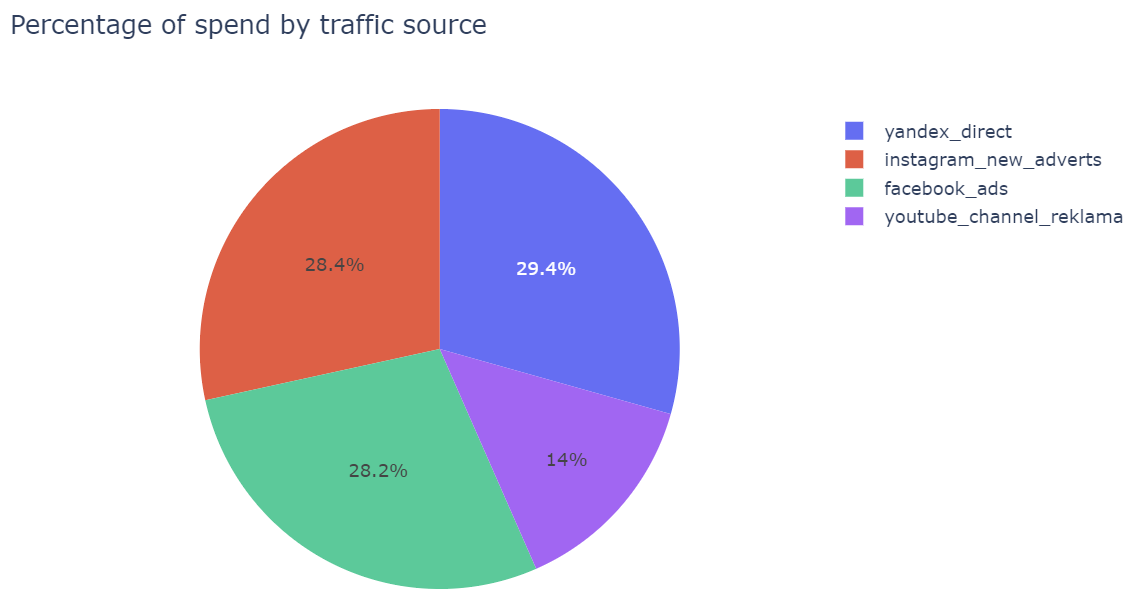 Percentage of spend by traffic source
yandex_direct
instagram_new_adverts
facebook_ads
youtube_channel_reklama
28.4%
29.4%
28.2%
14%